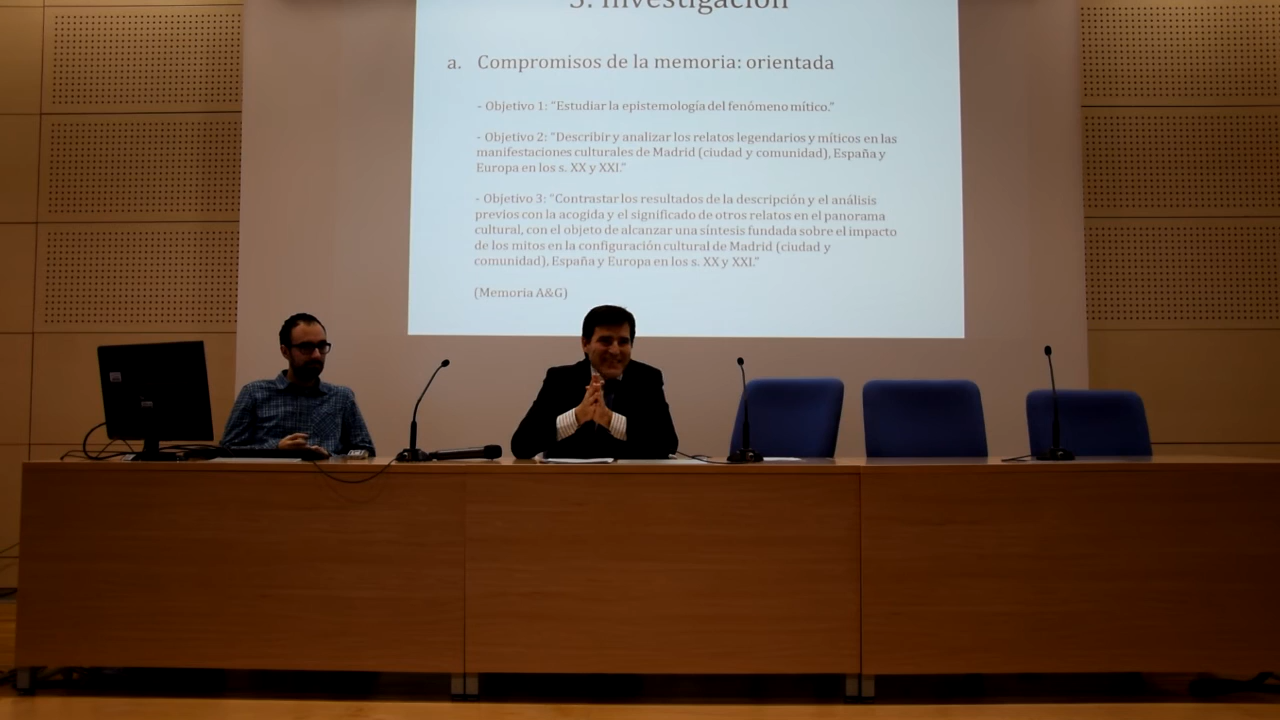 3. Investigación
a. Compromisos de la memoria: orientada
- Objetivo 1: "Estudiar la epistemología del fenómeno mítico."
- Objetivo 2: "Describir y analizar los relatos legendarios y míticos en las
manifestaciones culturales de Madrid (ciudad y comunidad), España y
Europa en los s. XX y XXI."
- Objetivo 3: "Contrastar los resultados de la descripción y el análisis
previos con la acogida y el significado de otros relatos en el panorama
cultural, con el objeto de alcanzar una síntesis fundada sobre el impacto
de los mitos en la configuración cultural de Madrid (ciudad y
comunidad), España y Europa en los s. XX y XXI."
(Memoria A&G)